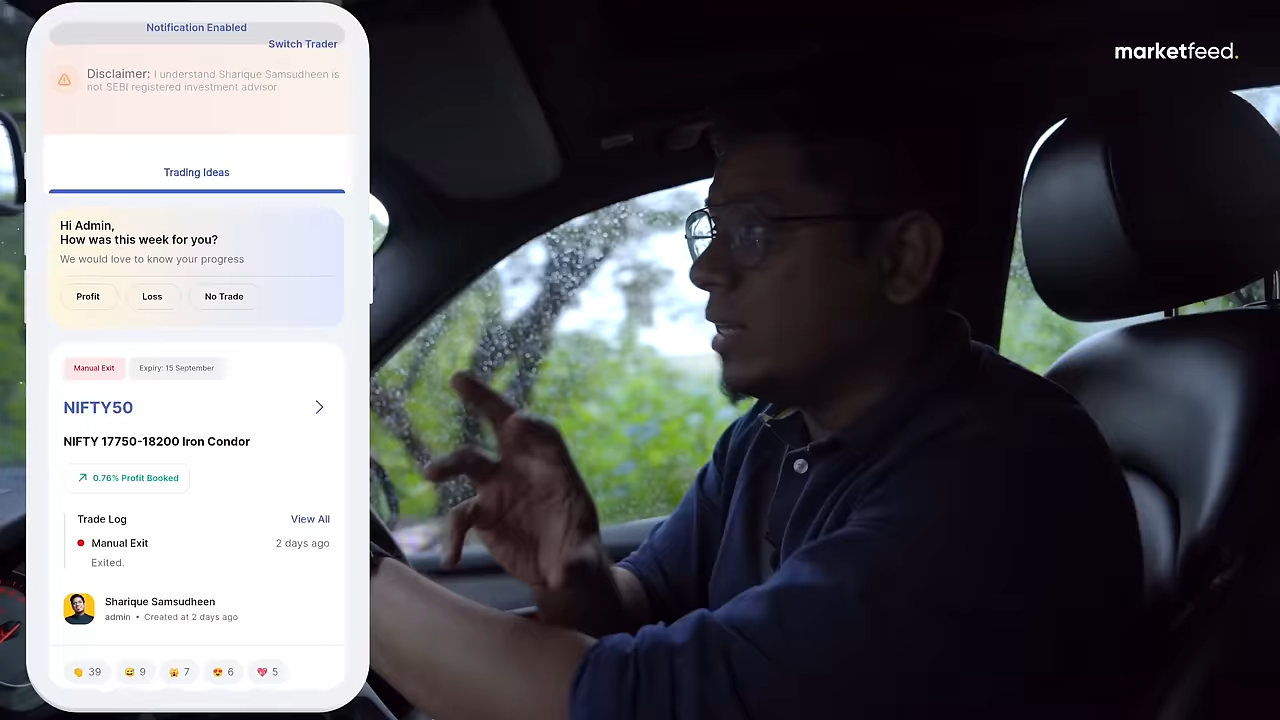 Notification Enabled
Switch Trader
Disclaimer: I understand Sharique Samsudheen is
not SEBI registered investment advisor
Trading Ideas
Hi Admin,
How was this week for you?
We would love to know your progress
Profit Loss No Trade
Manual Exit Expiry: 15 September
NIFTY50
NIFTY 17750-18200 Iron Condor
0.76% Profit Booked
Trade Log View All
Manual Exit 2 days ago
Exited.
Sharique Samsudheen
admin • Created at 2 days ago
39 9 7 6 5
marketfeed.